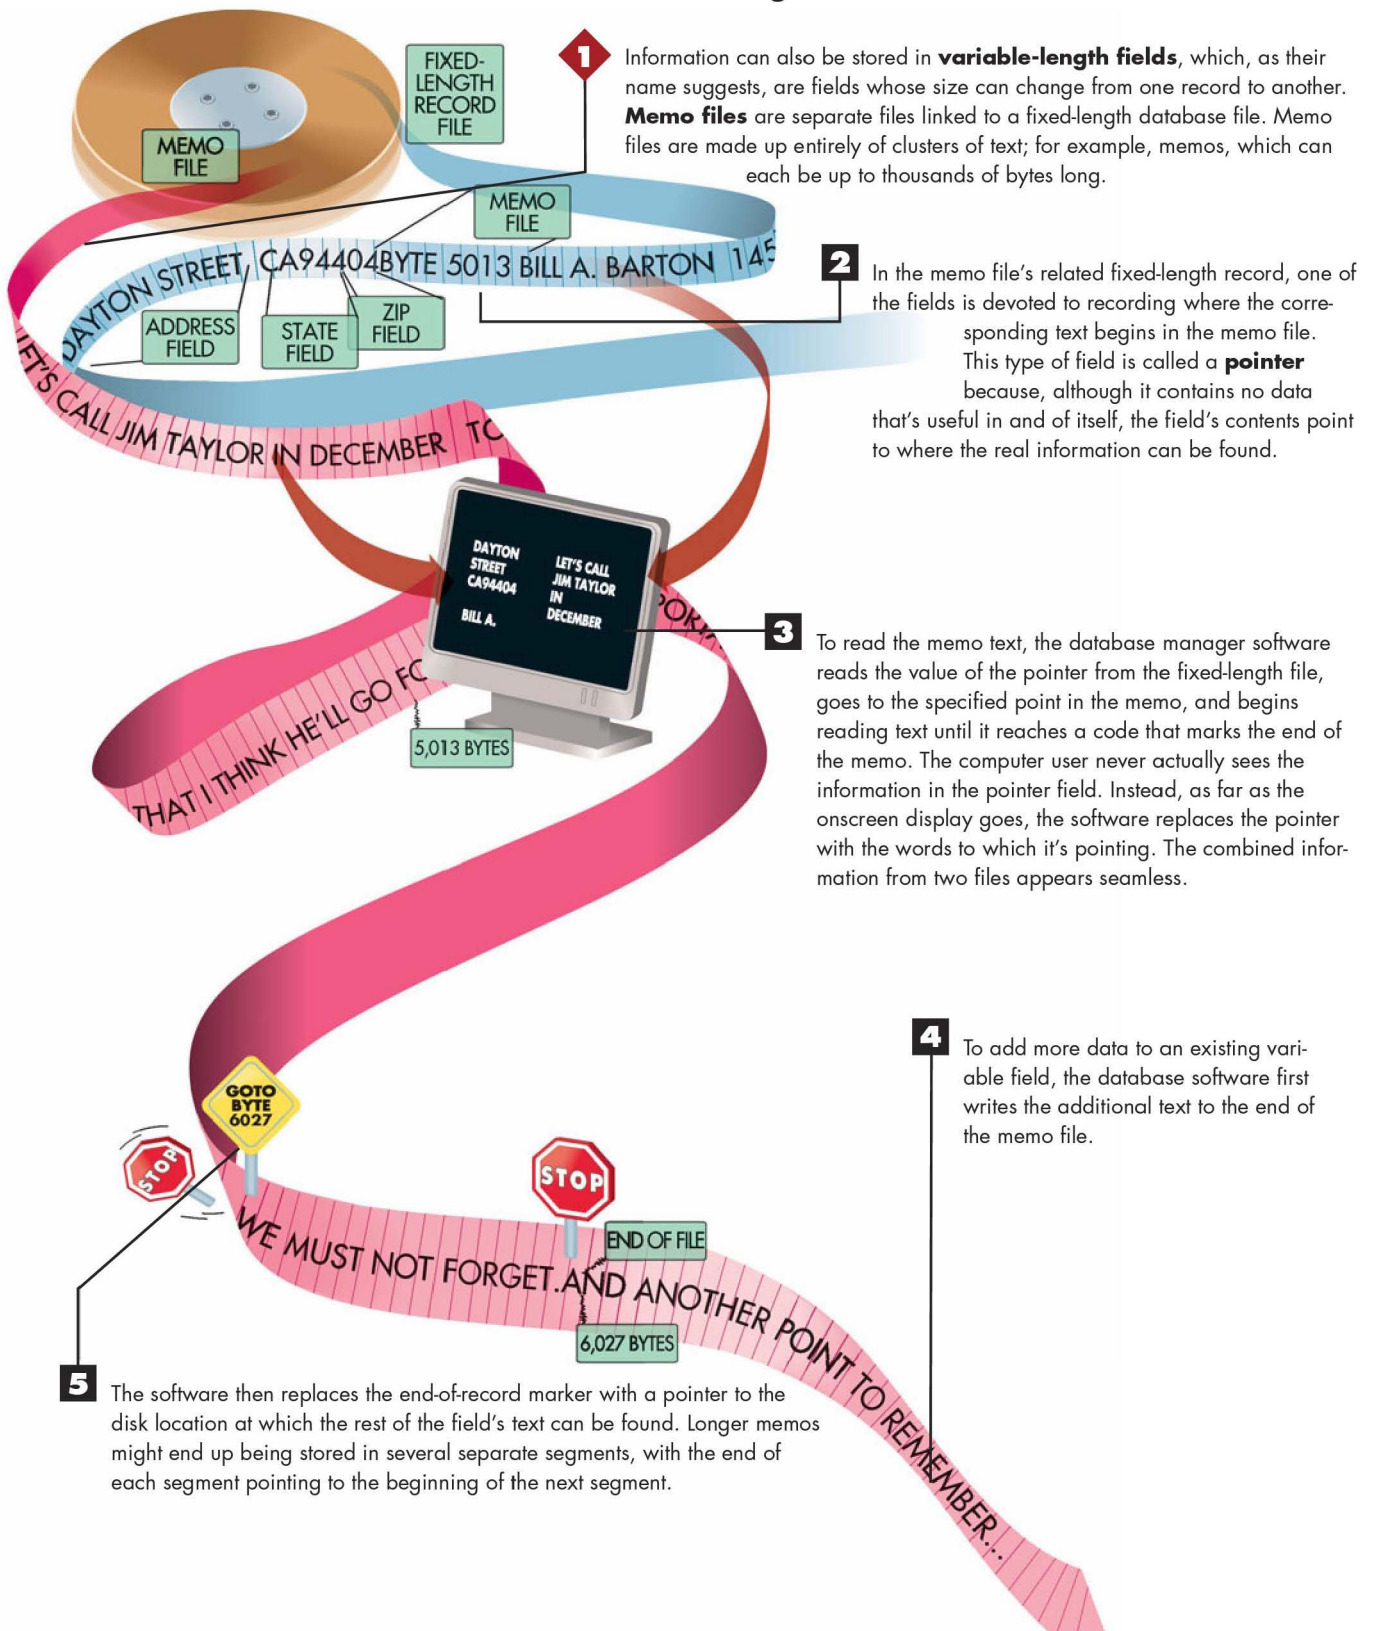 FIXED-
LENGTH
RECORD
FILE
MEMO
FILE
1
Information can also be stored in variable-length fields, which, as their
name suggests, are fields whose size can change from one record to another.
Memo files are separate files linked to a fixed-length database file. Memo
files are made up entirely of clusters of text; for example, memos, which can
each be up to thousands of bytes long.
MEMO
FILE
DAYTON STREET, CA94404BYTE 5013 BILL A. BARTON 145
ADDRESS
FIELD
STATE
FIELD
ZIP
FIELD
2
In the memo file's related fixed-length record, one of
the fields is devoted to recording where the corre-
sponding text begins in the memo file.
This type of field is called a pointer
because, although it contains no data
that's useful in and of itself, the field's contents point
to where the real information can be found.
LET'S CALL JIM TAYLOR IN DECEMBER TO
DAYTON
STREET
CA94404
BILL A.
LET'S CALL
JIM TAYLOR
IN
DECEMBER
THAT I THINK HE'LL GO FO
5,013 BYTES
3
To read the memo text, the database manager software
reads the value of the pointer from the fixed-length file,
goes to the specified point in the memo, and begins
reading text until it reaches a code that marks the end of
the memo. The computer user never actually sees the
information in the pointer field. Instead, as far as the
onscreen display goes, the software replaces the pointer
with the words to which it's pointing. The combined infor-
mation from two files appears seamless.
4
To add more data to an existing vari-
able field, the database software first
writes the additional text to the end of
the memo file.
GOTO
BYTE
6027
STOP
STOP
END OF FILE
WE MUST NOT FORGET.AND ANOTHER POINT TO REMEMBER...
6,027 BYTES
5
The software then replaces the end-of-record marker with a pointer to the
disk location at which the rest of the field's text can be found. Longer memos
might end up being stored in several separate segments, with the end of
each segment pointing to the beginning of the next segment.